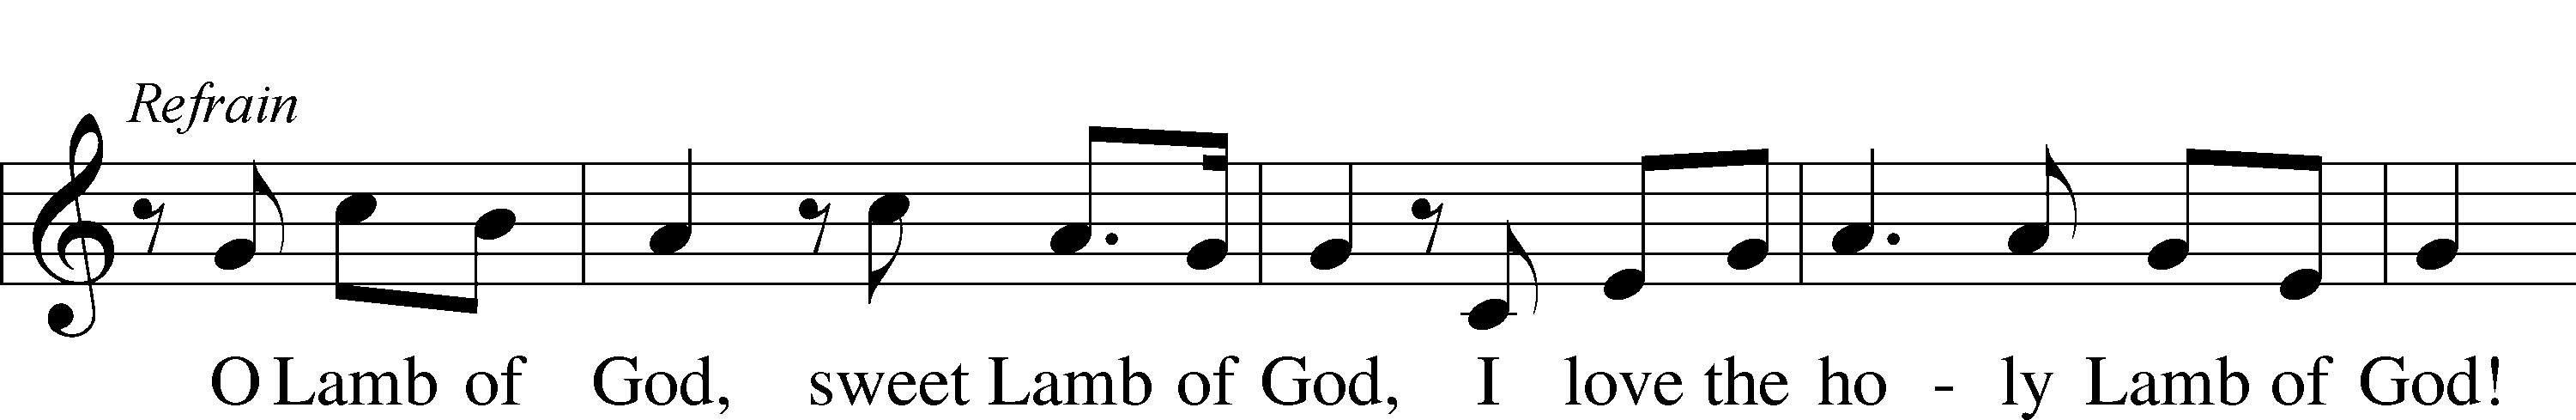 Refrain
O Lamb of God, sweet Lamb of God, I love the ho - ly Lamb of God!